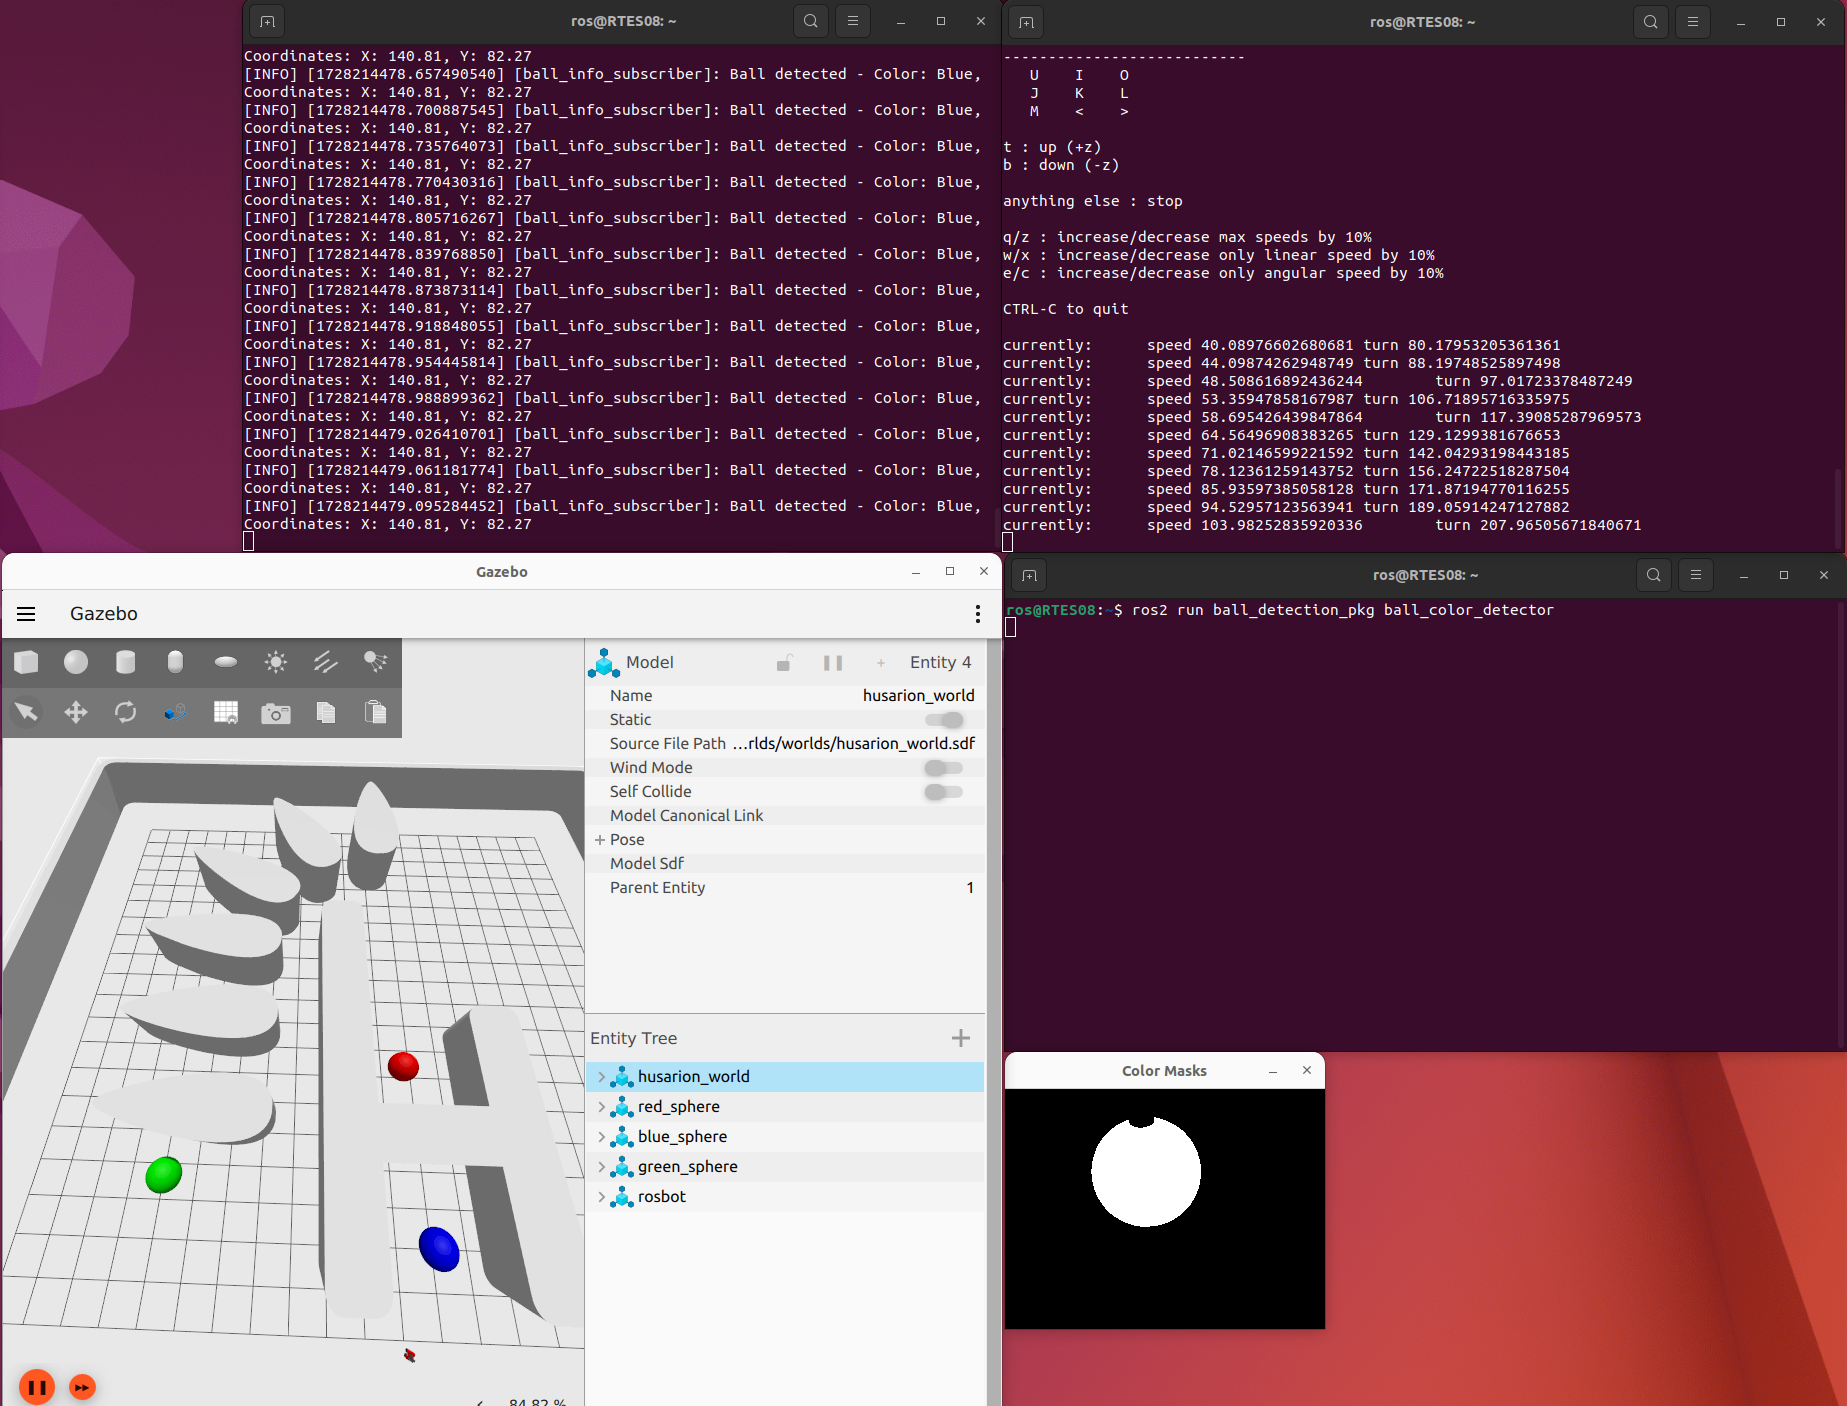 ros@RTES08: ~
Coordinates: X: 140.81, Y: 82.27
[INFO] [1728214478.657490540] [ball_info_subscriber]: Ball detected - Color: Blue,
Coordinates: X: 140.81, Y: 82.27
[INFO] [1728214478.700887545] [ball_info_subscriber]: Ball detected - Color: Blue,
Coordinates: X: 140.81, Y: 82.27
[INFO] [1728214478.735764073] [ball_info_subscriber]: Ball detected - Color: Blue,
Coordinates: X: 140.81, Y: 82.27
[INFO] [1728214478.770430316] [ball_info_subscriber]: Ball detected - Color: Blue,
Coordinates: X: 140.81, Y: 82.27
[INFO] [1728214478.805716267] [ball_info_subscriber]: Ball detected - Color: Blue,
Coordinates: X: 140.81, Y: 82.27
[INFO] [1728214478.839768850] [ball_info_subscriber]: Ball detected - Color: Blue,
Coordinates: X: 140.81, Y: 82.27
[INFO] [1728214478.873873114] [ball_info_subscriber]: Ball detected - Color: Blue,
Coordinates: X: 140.81, Y: 82.27
[INFO] [1728214478.918848055] [ball_info_subscriber]: Ball detected - Color: Blue,
Coordinates: X: 140.81, Y: 82.27
[INFO] [1728214478.954445814] [ball_info_subscriber]: Ball detected - Color: Blue,
Coordinates: X: 140.81, Y: 82.27
[INFO] [1728214478.988899362] [ball_info_subscriber]: Ball detected - Color: Blue,
Coordinates: X: 140.81, Y: 82.27
[INFO] [1728214479.026410701] [ball_info_subscriber]: Ball detected - Color: Blue,
Coordinates: X: 140.81, Y: 82.27
[INFO] [1728214479.061181774] [ball_info_subscriber]: Ball detected - Color: Blue,
Coordinates: X: 140.81, Y: 82.27
[INFO] [1728214479.095284452] [ball_info_subscriber]: Ball detected - Color: Blue,
Coordinates: X: 140.81, Y: 82.27
ros@RTES08: ~
---------------------------
U I O
J K L
M < >
t : up (+z)
b : down (-z)
anything else : stop
q/z : increase/decrease max speeds by 10%
w/x : increase/decrease only linear speed by 10%
e/c : increase/decrease only angular speed by 10%
CTRL-C to quit
currently: speed 40.08976602680681 turn 80.17953205361361
currently: speed 44.09874262948749 turn 88.19748525897498
currently: speed 48.508616892436244 turn 97.01723378487249
currently: speed 53.35947858167987 turn 106.71895716335975
currently: speed 58.695426439847864 turn 117.39085287969573
currently: speed 64.56496908383265 turn 129.1299381676653
currently: speed 71.02146599221592 turn 142.04293198443185
currently: speed 78.12361259143752 turn 156.24722518287504
currently: speed 85.93597385058128 turn 171.87194770116255
currently: speed 94.52957123563941 turn 189.05914247127882
currently: speed 103.98252835920336 turn 207.96505671840671
Gazebo
Gazebo
Model Entity 4
Name husarion_world
Static
Source File Path ...rlds/worlds/husarion_world.sdf
Wind Mode
Self Collide
Model Canonical Link
+ Pose
Model Sdf
Parent Entity 1
Entity Tree
husarion_world
red_sphere
blue_sphere
green_sphere
rosbot
84.82 %
ros@RTES08: ~
ros@RTES08:~$ ros2 run ball_detection_pkg ball_color_detector
Color Masks